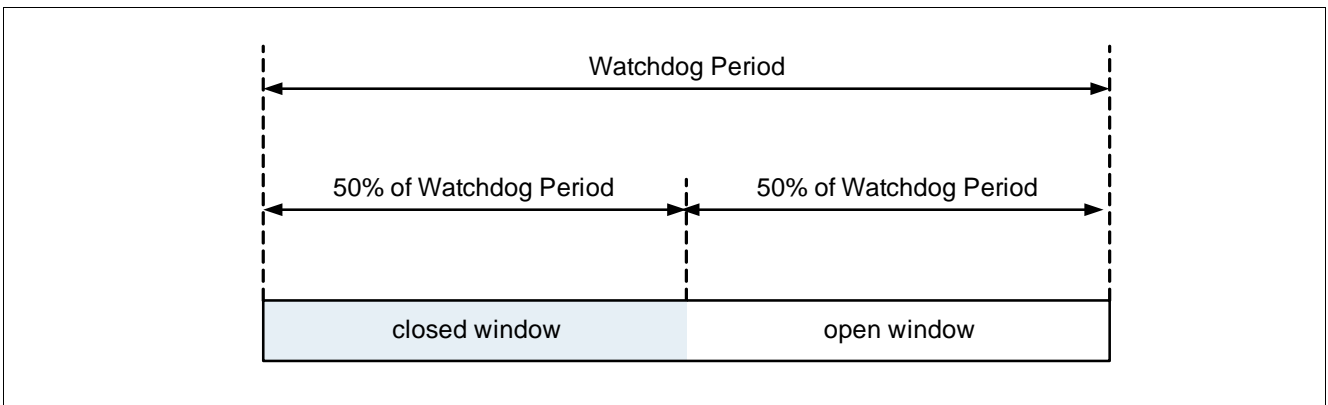 Watchdog Period
50% of Watchdog Period
50% of Watchdog Period
closed window
open window